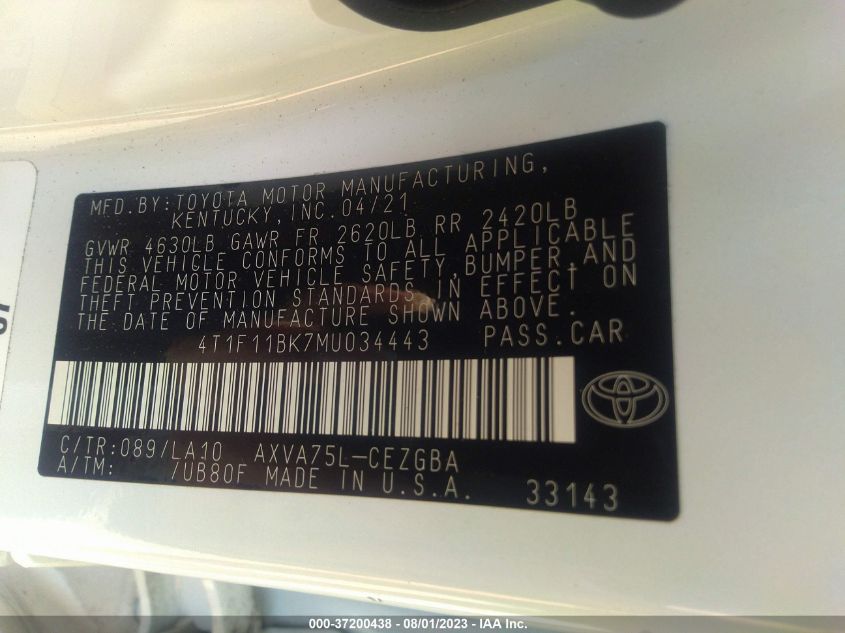 MFD.BY:TOYOTA MOTOR MANUFACTURING,
KENTUCKY,INC.04/21
GVWR 4630LB GAWR FR 2620LB RR 2420LB
THIS VEHICLE CONFORMS TO ALL APPLICABLE
FEDERAL MOTOR VEHICLE SAFETY,BUMPER,AND
THEFT PREVENTION STANDARDS IN EFFECT ON
THE DATE OF MANUFACTURE SHOWN ABOVE.
4T1F11BK7MU034443 PASS.CAR
C/TR:089/LA10 AXVA75L-CEZGBA
A/TM: /UB80F MADE IN U.S.A. 33143
000-37200438 - 08/01/2023 - IAA Inc.